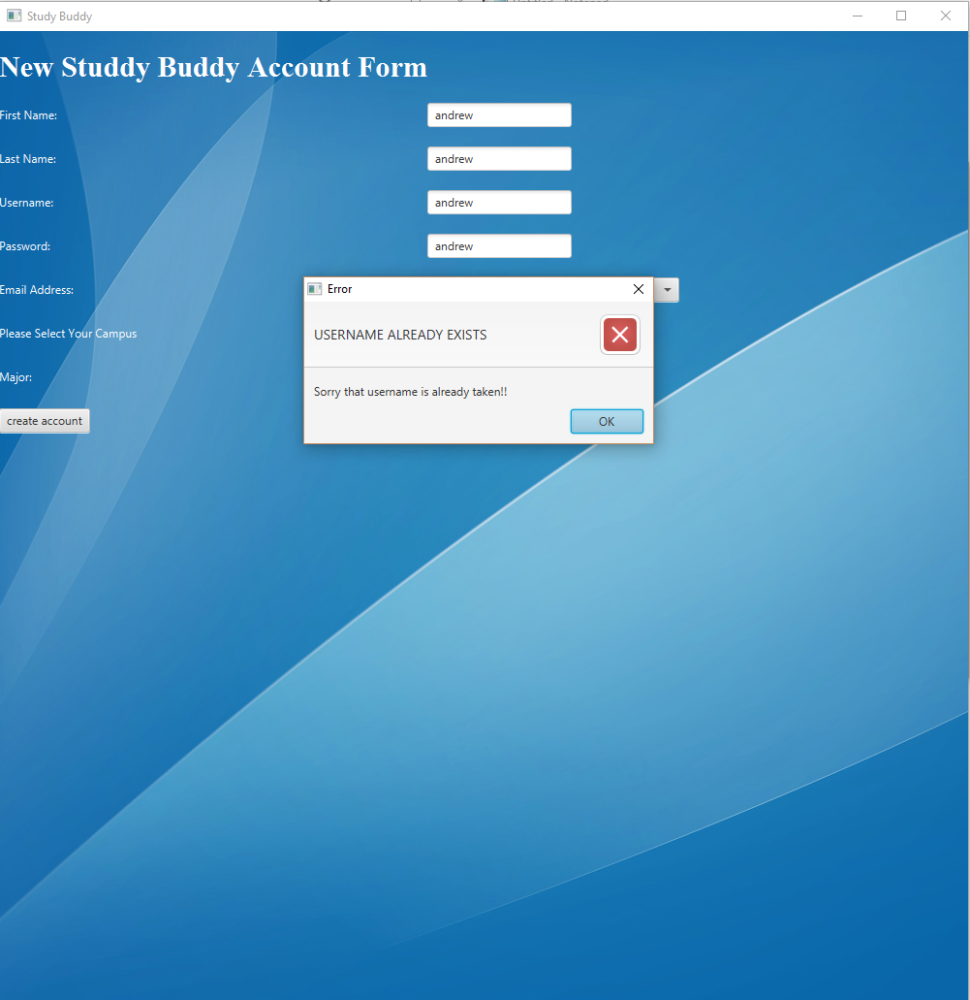 Study Buddy
New Studdy Buddy Account Form
First Name: andrew
Last Name: andrew
Username: andrew
Password: andrew
Email Address:
Error
USERNAME ALREADY EXISTS
Please Select Your Campus
Major:
Sorry that username is already taken!!
create account
OK